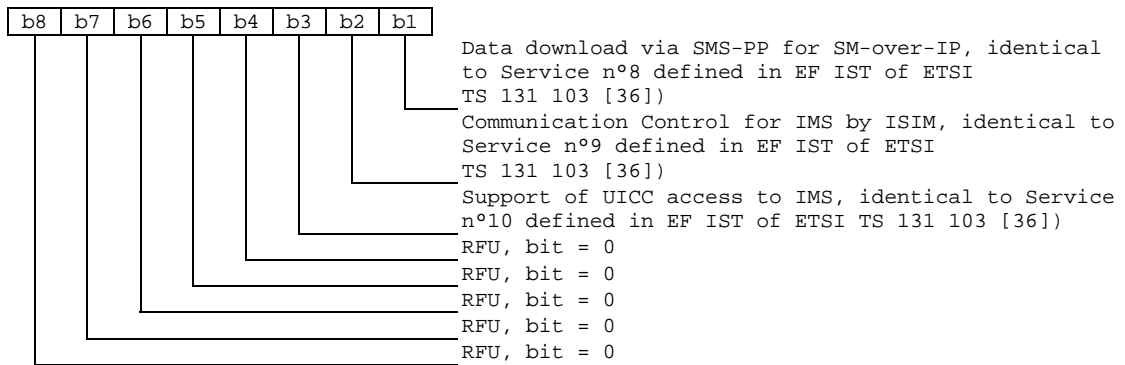 b8 b7 b6 b5 b4 b3 b2 b1
Data download via SMS-PP for SM-over-IP, identical
to Service n°8 defined in EF IST of ETSI
TS 131 103 [36])
Communication Control for IMS by ISIM, identical to
Service n°9 defined in EF IST of ETSI
TS 131 103 [36])
Support of UICC access to IMS, identical to Service
n°10 defined in EF IST of ETSI TS 131 103 [36])
RFU, bit = 0
RFU, bit = 0
RFU, bit = 0
RFU, bit = 0
RFU, bit = 0